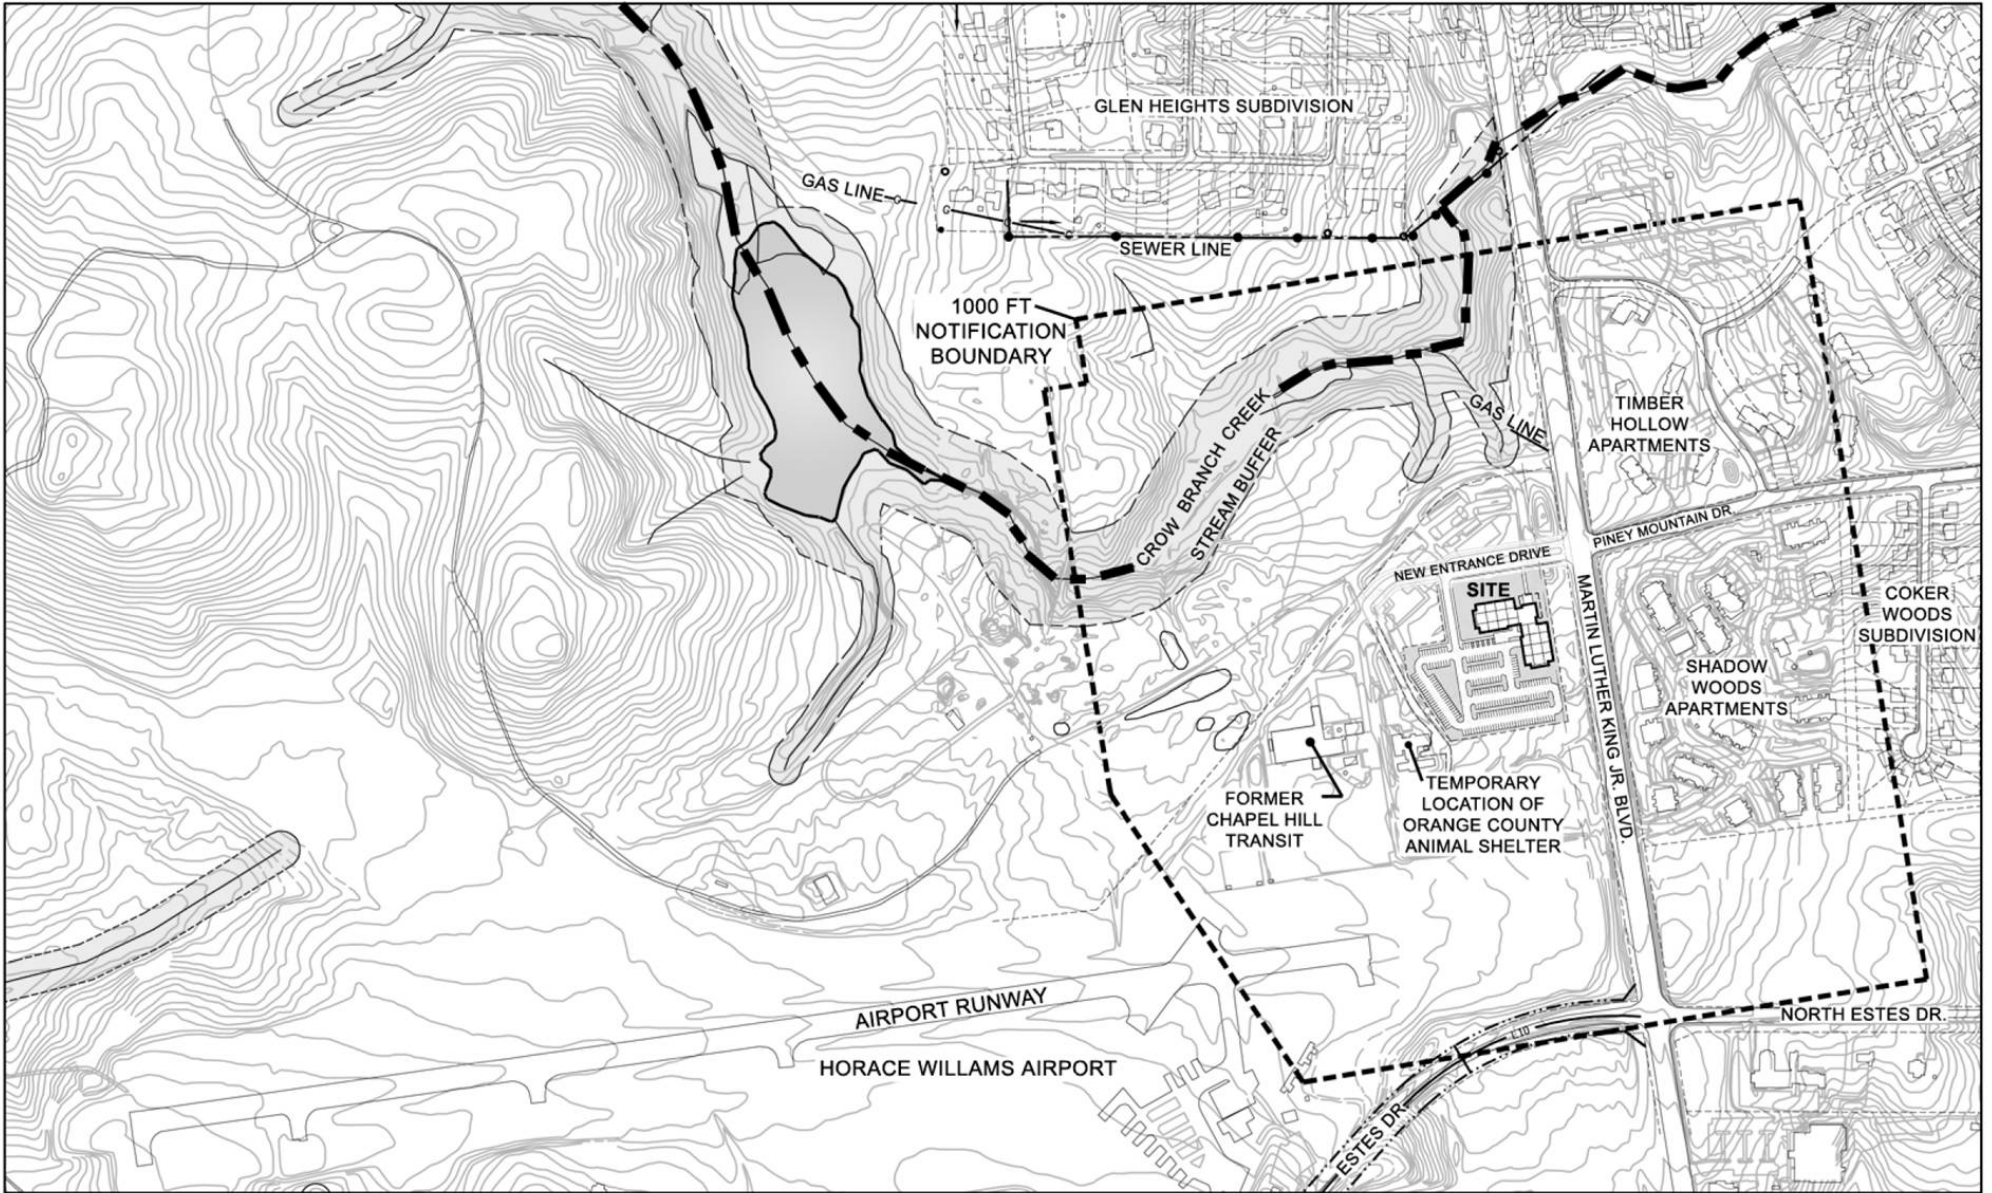 GLEN HEIGHTS SUBDIVISION
GAS LINE
SEWER LINE
1000 FT
NOTIFICATION
BOUNDARY
CROW BRANCH CREEK
STREAM BUFFER
GAS LINE
TIMBER
HOLLOW
APARTMENTS
PINEY MOUNTAIN DR.
NEW ENTRANCE DRIVE
SITE
MARTIN LUTHER KING JR. BLVD.
COKER
WOODS
SUBDIVISION
SHADOW
WOODS
APARTMENTS
FORMER
CHAPEL HILL
TRANSIT
TEMPORARY
LOCATION OF
ORANGE COUNTY
ANIMAL SHELTER
AIRPORT RUNWAY
HORACE WILLAMS AIRPORT
NORTH ESTES DR.
ESTES DR